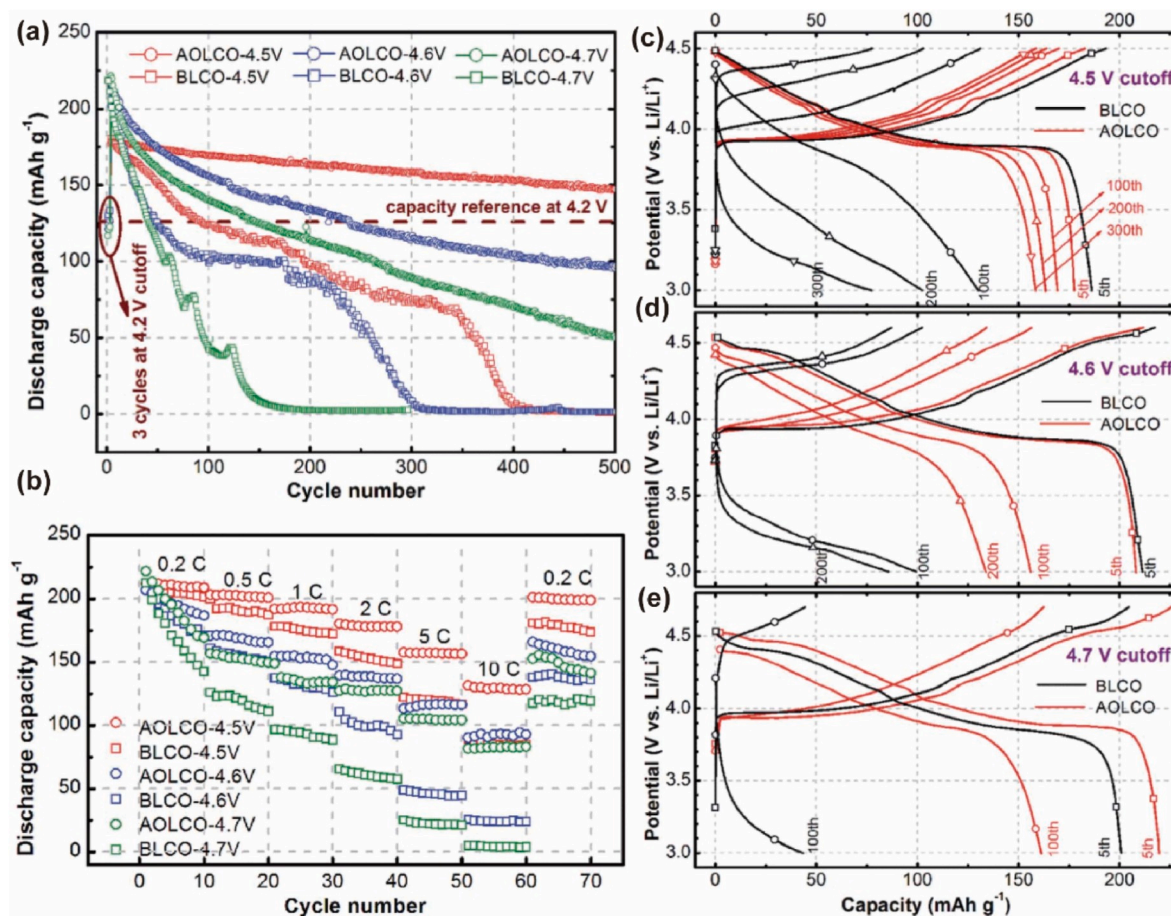 (a)
250
200
150
100
50
0
Discharge capacity (mAh g⁻¹)
AOLCO-4.5V AOLCO-4.6V AOLCO-4.7V
BLCO-4.5V BLCO-4.6V BLCO-4.7V
capacity reference at 4.2 V
3 cycles at 4.2 V cutoff
0 100 200 300 400 500
Cycle number
(b)
250
200
150
100
50
0
Discharge capacity (mAh g⁻¹)
0.2 C 0.5 C 1 C 2 C 5 C 10 C 0.2 C
AOLCO-4.5V
BLCO-4.5V
AOLCO-4.6V
BLCO-4.6V
AOLCO-4.7V
BLCO-4.7V
0 10 20 30 40 50 60 70
Cycle number
(c)
0 50 100 150 200
4.5
4.0
3.5
3.0
Potential (V vs. Li/Li⁺)
4.5 V cutoff
BLCO
AOLCO
100th
200th
300th
300th 200th 100th 5th 5th
(d)
4.5
4.0
3.5
3.0
Potential (V vs. Li/Li⁺)
4.6 V cutoff
BLCO
AOLCO
200th 100th 200th 100th 5th 5th
(e)
4.5
4.0
3.5
3.0
Potential (V vs. Li/Li⁺)
4.7 V cutoff
BLCO
AOLCO
100th 100th 5th 5th
0 50 100 150 200
Capacity (mAh g⁻¹)